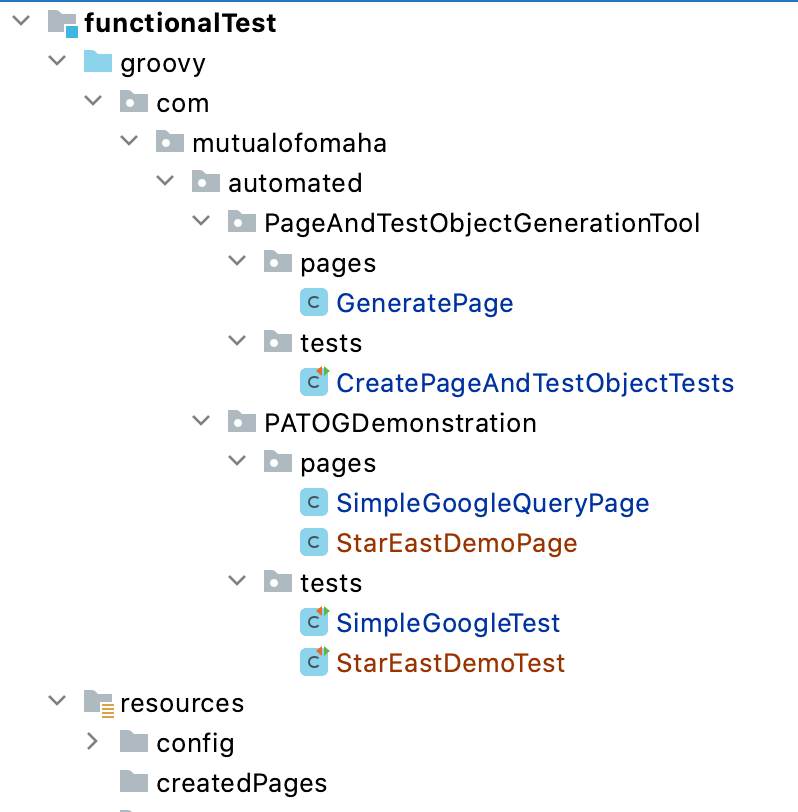 functionalTest
groovy
com
mutualofomaha
automated
PageAndTestObjectGenerationTool
pages
C GeneratePage
tests
C CreatePageAndTestObjectTests
PATOGDemonstration
pages
C SimpleGoogleQueryPage
C StarEastDemoPage
tests
C SimpleGoogleTest
C StarEastDemoTest
resources
config
createdPages